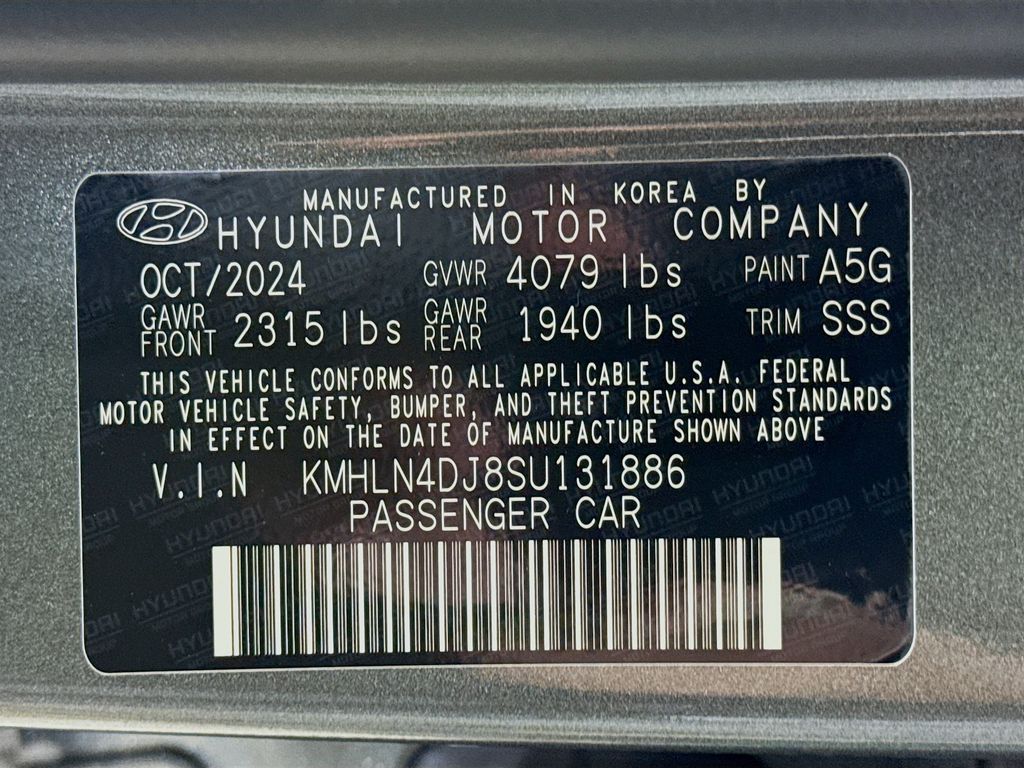 MANUFACTURED IN KOREA BY
HYUNDAI MOTOR COMPANY
OCT/2024 GVWR 4079 lbs PAINT A5G
GAWR FRONT 2315 lbs GAWR REAR 1940 lbs TRIM SSS
THIS VEHICLE CONFORMS TO ALL APPLICABLE U.S.A. FEDERAL
MOTOR VEHICLE SAFETY, BUMPER, AND THEFT PREVENTION STANDARDS
IN EFFECT ON THE DATE OF MANUFACTURE SHOWN ABOVE
V.I.N KMHLN4DJ8SU131886
PASSENGER CAR